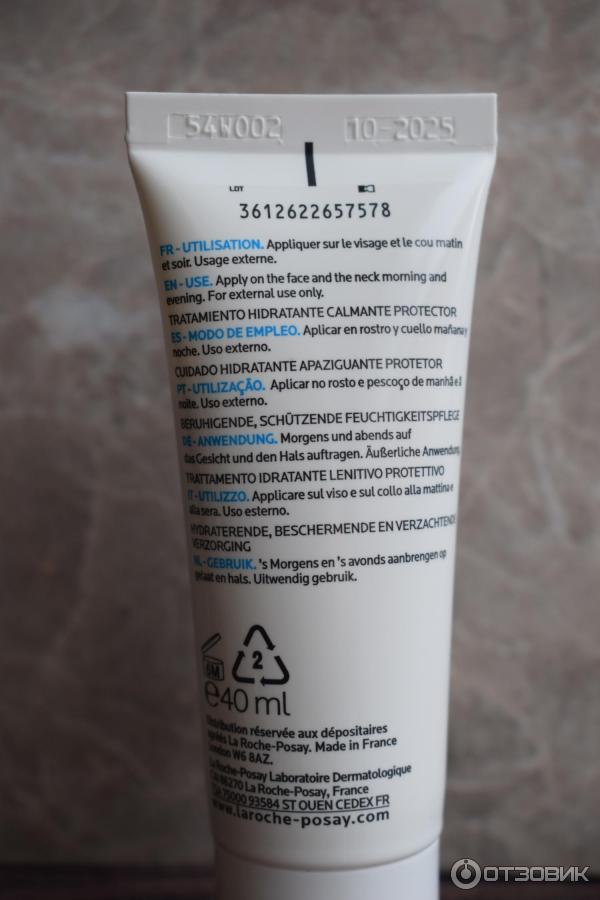 54W002 10-2025
LOT
3612622657578
FR - UTILISATION. Appliquer sur le visage et le cou matin
et soir. Usage externe.
EN - USE. Apply on the face and the neck morning and
evening. For external use only.
TRATAMIENTO HIDRATANTE CALMANTE PROTECTOR
ES - MODO DE EMPLEO. Aplicar en rostro y cuello mañana y
noche. Uso externo.
CUIDADO HIDRATANTE APAZIGUANTE PROTETOR
PT - UTILIZAÇÃO. Aplicar no rosto e pescoço de manhã e à
noite. Uso externo.
BERUHIGENDE, SCHÜTZENDE FEUCHTIGKEITSPFLEGE
DE - ANWENDUNG. Morgens und abends auf
das Gesicht und den Hals auftragen. Äußerliche Anwendung.
TRATTAMENTO IDRATANTE LENITIVO PROTETTIVO
IT - UTILIZZO. Applicare sul viso e sul collo alla mattina e
alla sera. Uso esterno.
HYDRATERENDE, BESCHERMENDE EN VERZACHTENDE
VERZORGING
NL - GEBRUIK. 's Morgens en 's avonds aanbrengen op
gelaat en hals. Uitwendig gebruik.
6M 2
e40 ml
Distribution réservée aux dépositaires
agréés La Roche-Posay. Made in France
London W6 8AZ.
La Roche-Posay Laboratoire Dermatologique
86270 La Roche-Posay, France
75000 93584 ST OUEN CEDEX FR
www.laroche-posay.com
ОТЗОВИК